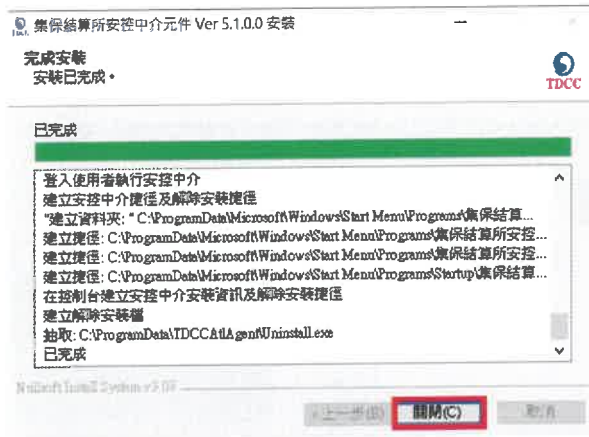 集保結算所安控中介元件 Ver 5.1.0.0 安裝
完成安裝
安裝已完成。
TDCC
已完成
登入使用者執行安控中介
建立安控中介捷徑及解除安裝捷徑
"建立資料夾: " C:\ProgramData\Microsoft\Windows\Start Menu\Programs\集保結算...
建立捷徑: C:\ProgramData\Microsoft\Windows\Start Menu\Programs\集保結算所安控...
建立捷徑: C:\ProgramData\Microsoft\Windows\Start Menu\Programs\集保結算所安控...
建立捷徑: C:\ProgramData\Microsoft\Windows\Start Menu\Programs\Startup\集保結算...
在控制台建立安控中介安裝資訊及解除安裝捷徑
建立解除安裝檔
抽取: C:\ProgramData\TDCCAtlAgent\Uninstall.exe
已完成
Nullsoft Install System
<上一步(B)
關閉(C)
取消